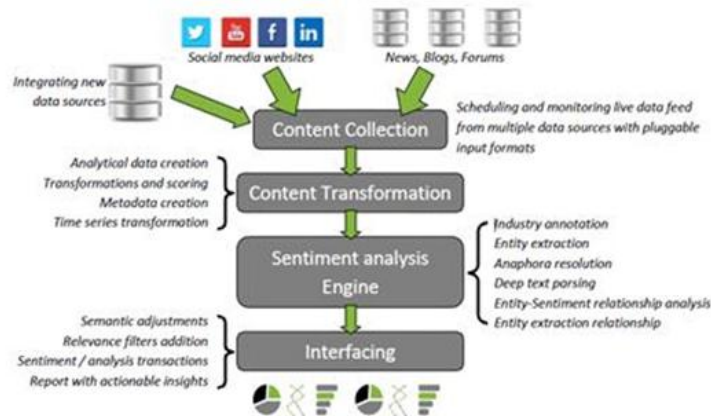 You
Tube
f
in
Social media websites
News, Blogs, Forums
Integrating new
data sources
Content Collection
Scheduling and monitoring live data feed
from multiple data sources with pluggable
input formats
Analytical data creation
Transformations and scoring
Metadata creation
Time series transformation
Content Transformation
Sentiment analysis
Engine
Industry annotation
Entity extraction
Anaphora resolution
Deep text parsing
Entity-Sentiment relationship analysis
Entity extraction relationship
Semantic adjustments
Relevance filters addition
Sentiment / analysis transactions
Report with actionable insights
Interfacing